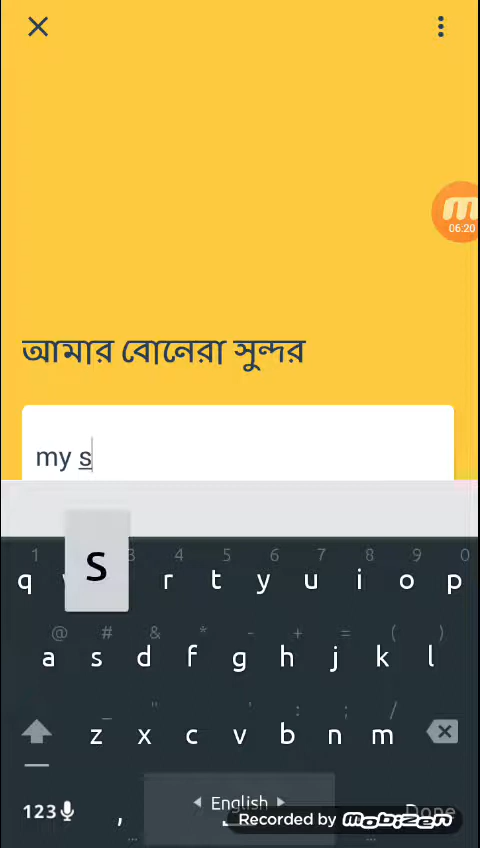 06:20
আমার বোনেরা সুন্দর
my s
S
1 3 4 5 6 7 8 9 0
q r t y u i o p
@ # & * - + = ( )
a s d f g h j k l
_ " ' : ; /
z x c v b n m
123 , English Done
Recorded by mobizen